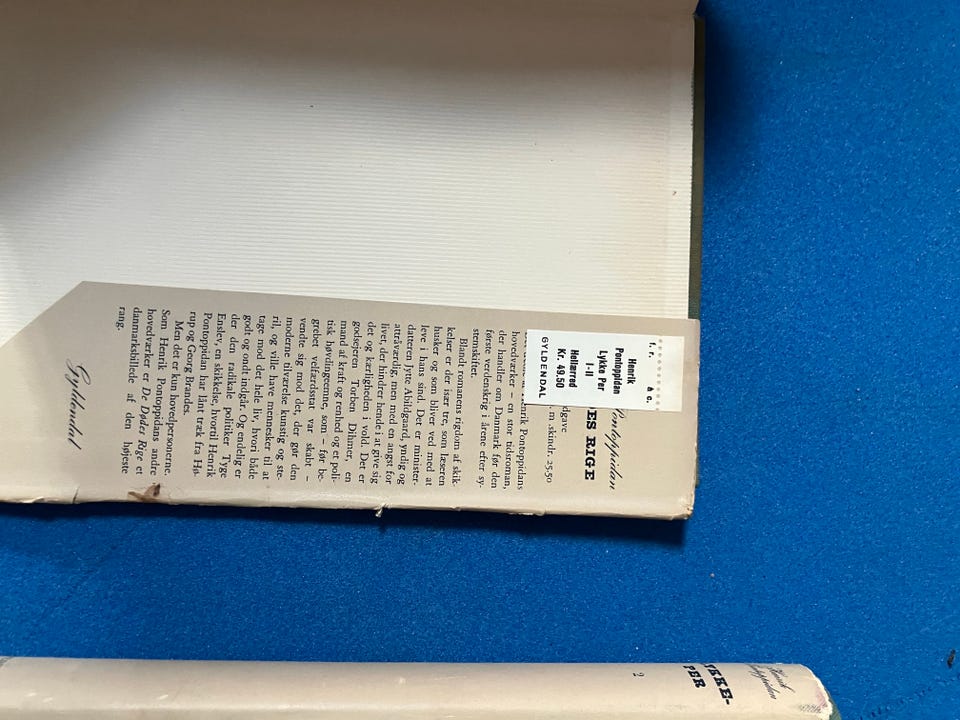 f. r. å c.
Henrik
Pontoppidan
Lykke Per
I-II
Hellærred
Kr. 49.50
GYLDENDAL
Pontoppidan
ES RIGE
dgave
m. skindr. 25.50
Henrik Pontoppidans
hovedværker – en stor tidsroman,
der handler om Danmark før den
første verdenskrig i årene efter sy-
stemskiftet.
Blandt romanens rigdom af skik-
kelser er der især tre, som læseren
husker og som bliver ved med at
leve i hans sind. Det er minister-
datteren Jytte Abildgaard, yndig og
attråværdig, men med en angst for
livet, der hindrer hende i at give sig
det og kærligheden i vold. Det er
godsejeren Torben Dihmer, en
mand af kraft og renhed og et poli-
tisk høvdingeemne, som – før be-
grebet velfærdsstat var skabt –
vendte sig mod det, der gør den
moderne tilværelse kunstig og ste-
ril, og ville have mennesker til at
tage mod det hele liv, hvori både
godt og ondt indgår. Og endelig er
der den radikale politiker Tyge
Enslev, en skikkelse, hvortil Henrik
Pontoppidan har lånt træk fra Hø-
rup og Georg Brandes.
Men det er kun hovedpersonerne.
Som Henrik Pontoppidans andre
hovedværker er De Dødes Rige et
danmarksbillede af den højeste
rang.
Gyldendal
Henrik
Pontoppidan
YKKE-
PER
2